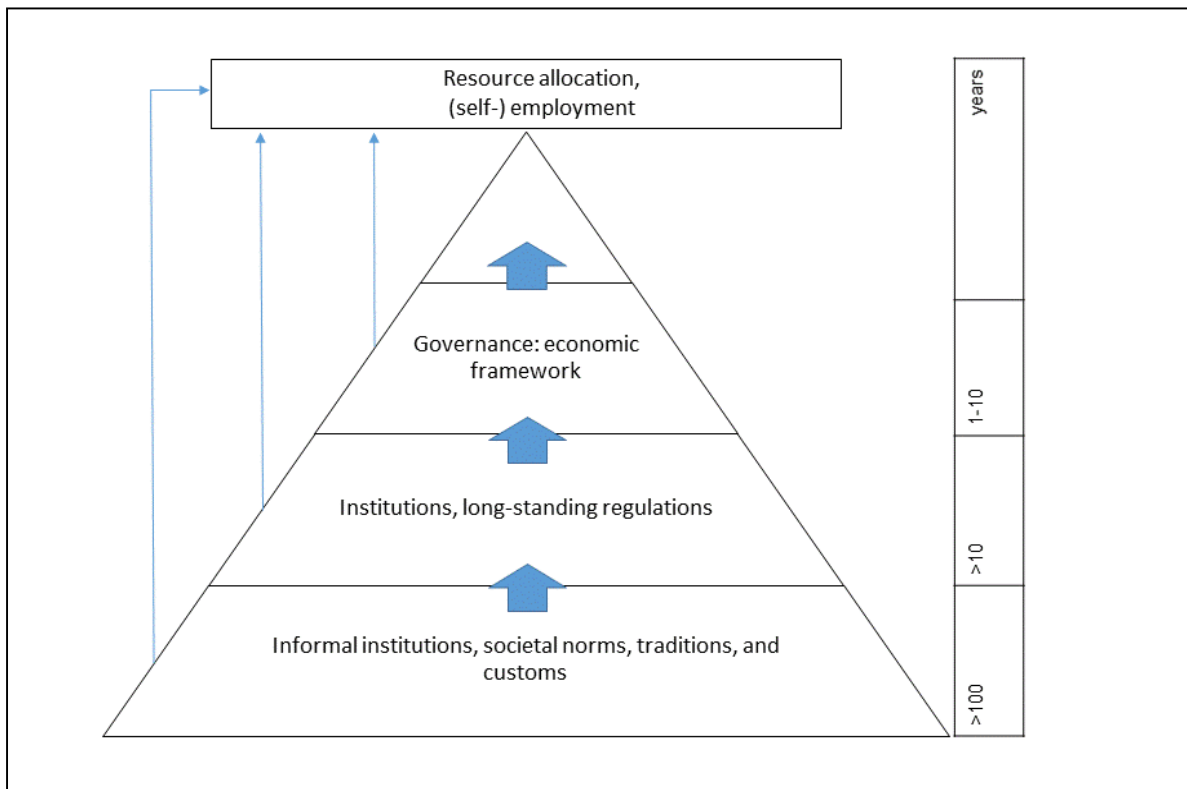 Resource allocation,
(self-) employment
years
Governance: economic
framework
1-10
Institutions, long-standing regulations
>10
Informal institutions, societal norms, traditions, and
customs
>100